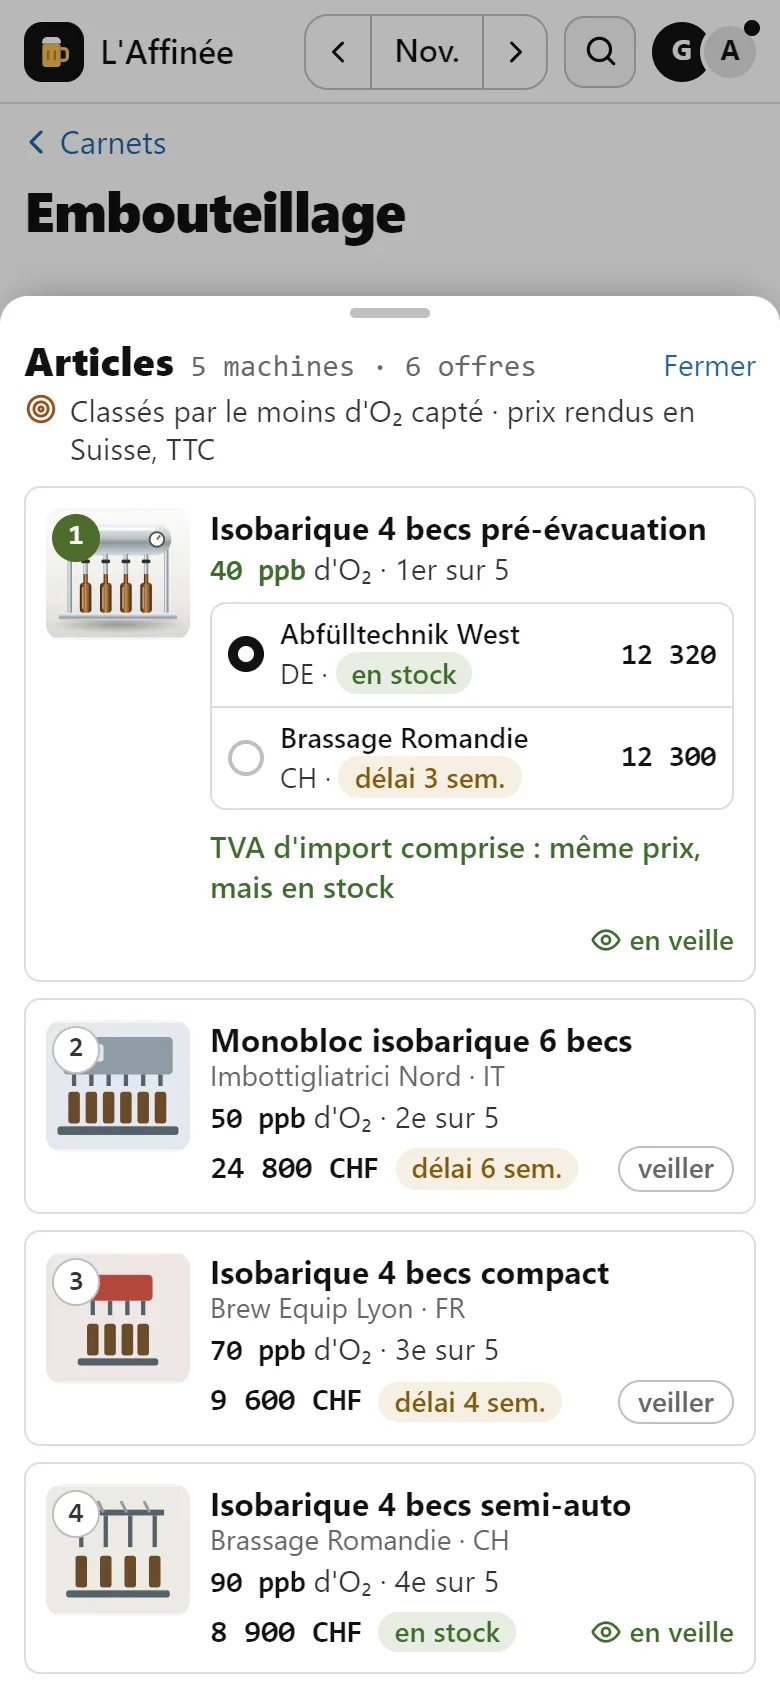 L'Affinée
Nov.
G
A
Carnets
Embouteillage
Articles 5 machines · 6 offres
Fermer
Classés par le moins d'O₂ capté · prix rendus en
Suisse, TTC
1
Isobarique 4 becs pré-évacuation
40 ppb d'O₂ · 1er sur 5
Abfülltechnik West
DE · en stock
12 320
Brassage Romandie
CH · délai 3 sem.
12 300
TVA d'import comprise : même prix,
mais en stock
en veille
2
Monobloc isobarique 6 becs
Imbottigliatrici Nord · IT
50 ppb d'O₂ · 2e sur 5
24 800 CHF délai 6 sem. veiller
3
Isobarique 4 becs compact
Brew Equip Lyon · FR
70 ppb d'O₂ · 3e sur 5
9 600 CHF délai 4 sem. veiller
4
Isobarique 4 becs semi-auto
Brassage Romandie · CH
90 ppb d'O₂ · 4e sur 5
8 900 CHF en stock en veille